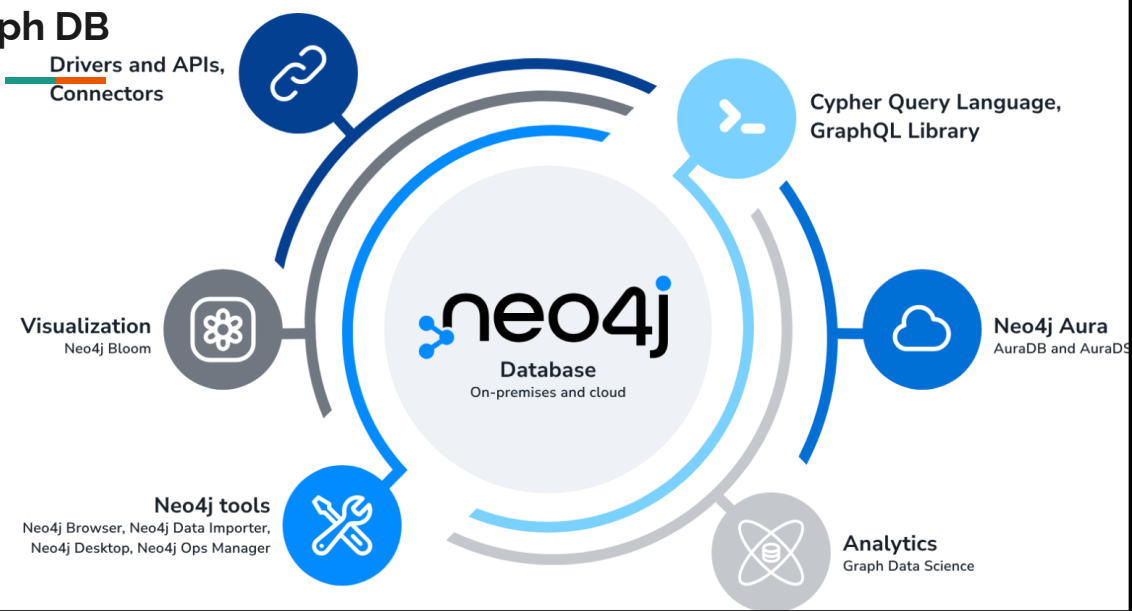 ph DB
Drivers and APIs,
Connectors
Cypher Query Language,
GraphQL Library
Visualization
Neo4j Bloom
neo4j
Database
On-premises and cloud
Neo4j Aura
AuraDB and AuraDS
Neo4j tools
Neo4j Browser, Neo4j Data Importer,
Neo4j Desktop, Neo4j Ops Manager
Analytics
Graph Data Science